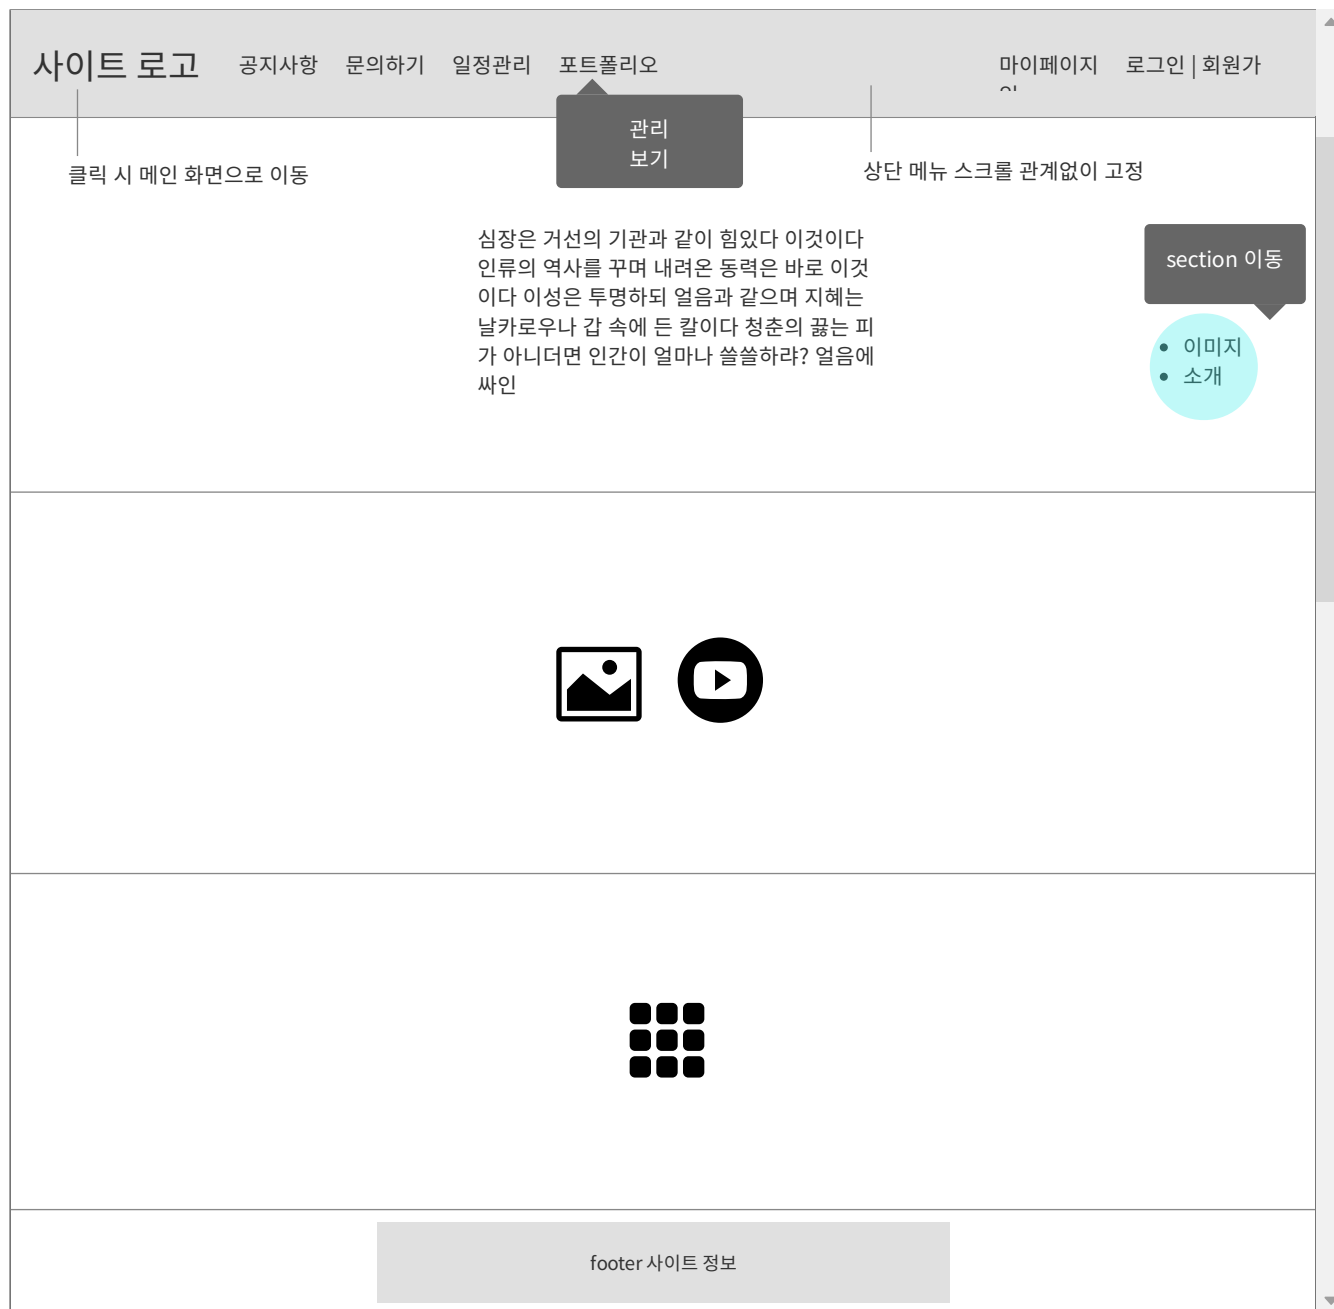 사이트 로고 공지사항 문의하기 일정관리 포트폴리오 마이페이지 로그인 | 회원가
관리
보기
클릭 시 메인 화면으로 이동
상단 메뉴 스크롤 관계없이 고정
심장은 거선의 기관과 같이 힘있다 이것이다
인류의 역사를 꾸며 내려온 동력은 바로 이것
이다 이성은 투명하되 얼음과 같으며 지혜는
날카로우나 갑 속에 든 칼이다 청춘의 끓는 피
가 아니더면 인간이 얼마나 쓸쓸하랴? 얼음에
싸인
section 이동
이미지
소개
footer 사이트 정보